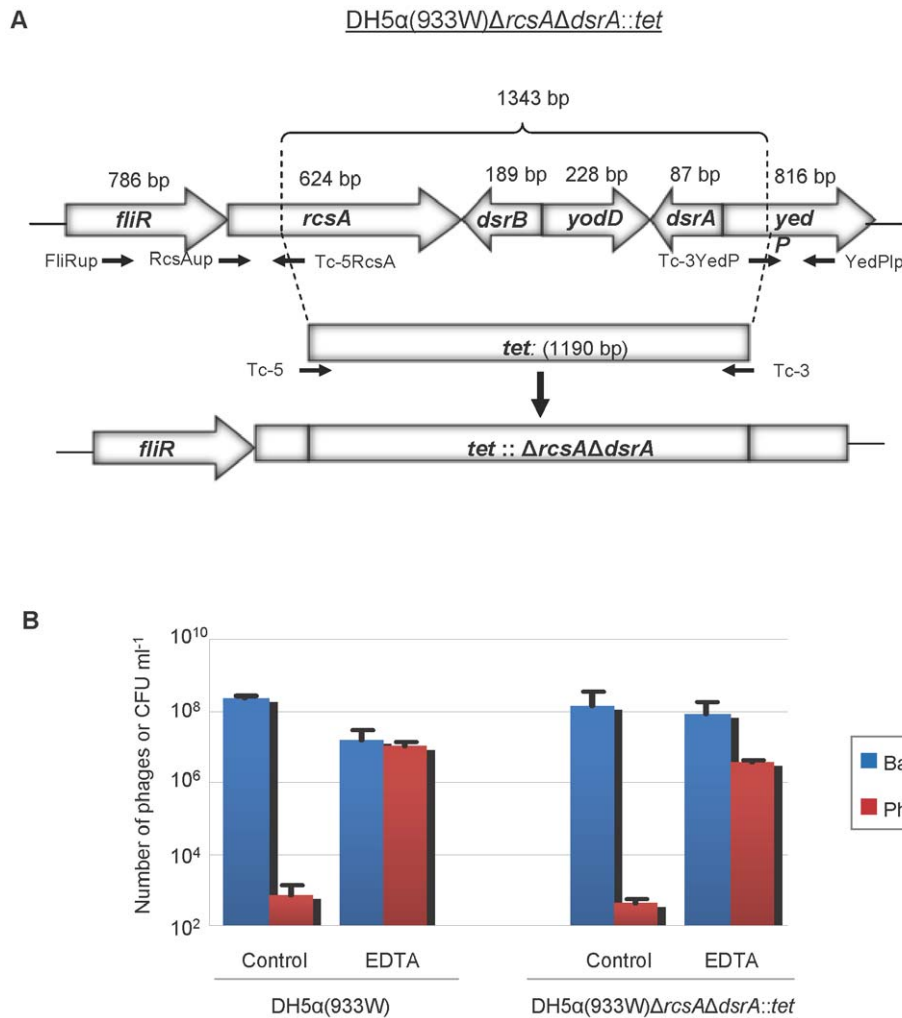 A
DH5α(933W)ΔrcsAΔdsrA::tet
1343 bp
786 bp 624 bp 189 bp 228 bp 87 bp 816 bp
fliR rcsA dsrB yodD dsrA yed
P
FliRup RcsAup Tc-5RcsA Tc-3YedP YedPlp
tet: (1190 bp)
Tc-5 Tc-3
fliR tet :: ΔrcsAΔdsrA
B
Number of phages or CFU ml-1
10^10
10^8
10^6
10^4
10^2
Ba
Ph
Control EDTA Control EDTA
DH5α(933W) DH5α(933W)ΔrcsAΔdsrA::tet